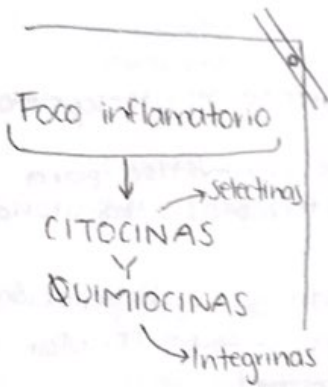 Foco inflamatorio
selectinas
CITOCINAS
Y
QUIMIOCINAS
Integrinas